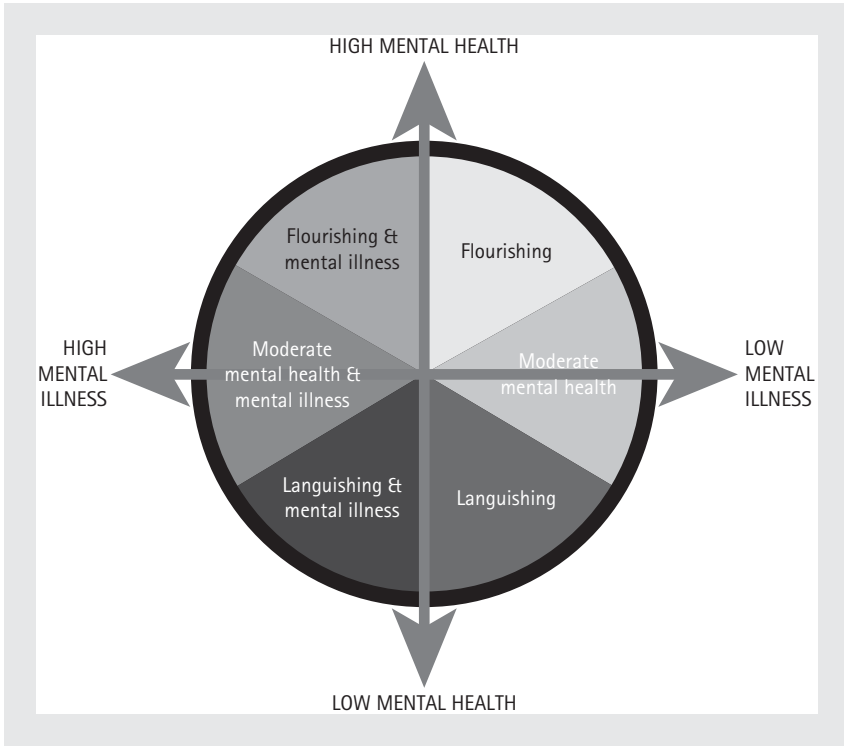 HIGH MENTAL HEALTH
Flourishing &
mental illness
Flourishing
HIGH
MENTAL
ILLNESS
Moderate
mental health &
mental illness
Moderate
mental health
LOW
MENTAL
ILLNESS
Languishing &
mental illness
Languishing
LOW MENTAL HEALTH